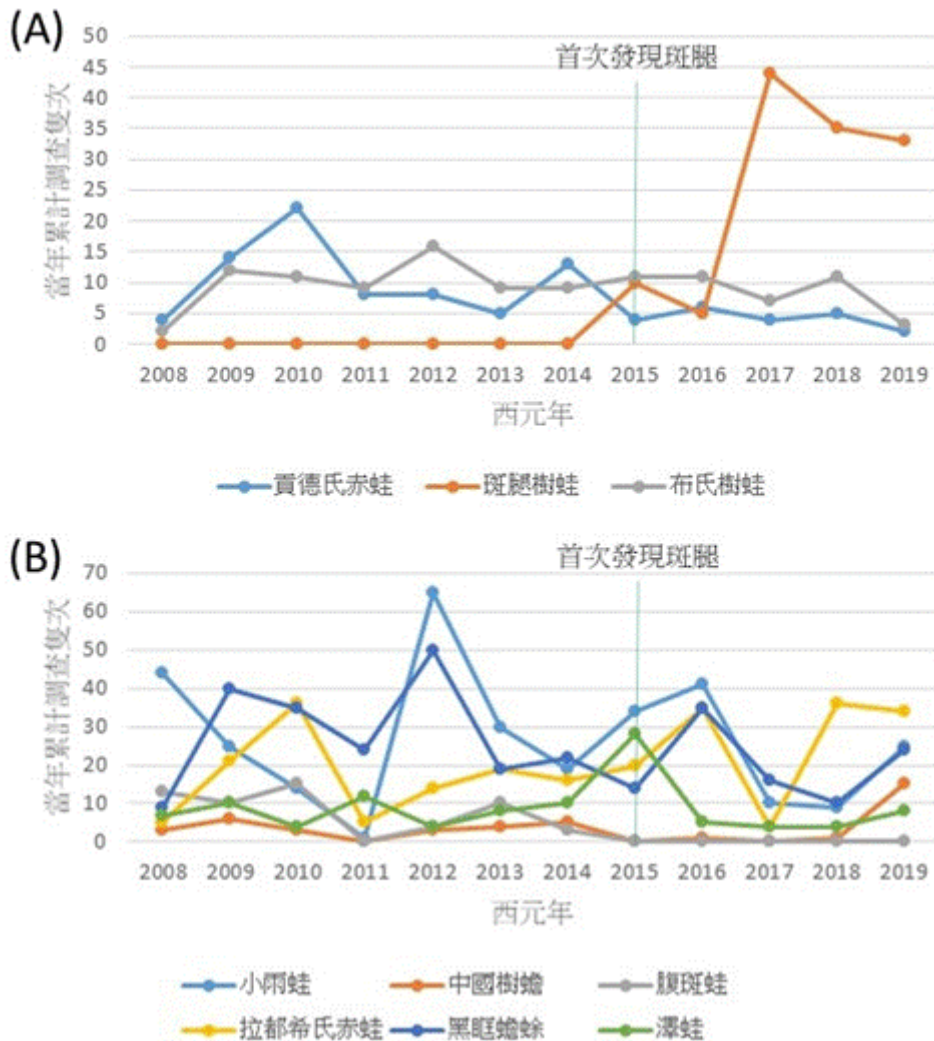 (A)
首次發現斑腿
50
45
40
35
30
25
20
15
10
5
0
當年累計調查隻次
2008 2009 2010 2011 2012 2013 2014 2015 2016 2017 2018 2019
西元年
貢德氏赤蛙 斑腿樹蛙 布氏樹蛙
(B)
首次發現斑腿
70
60
50
40
30
20
10
0
當年累計調查隻次
2008 2009 2010 2011 2012 2013 2014 2015 2016 2017 2018 2019
西元年
小雨蛙 中國樹蟾 腹斑蛙
拉都希氏赤蛙 黑眶蟾蜍 澤蛙